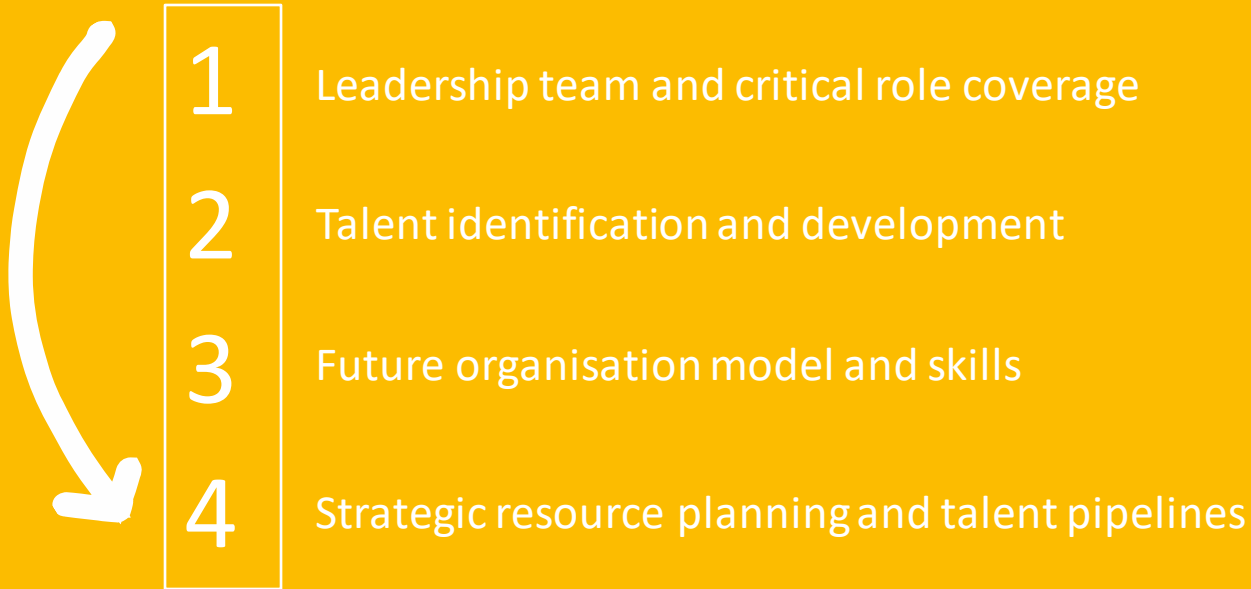 1 Leadership team and critical role coverage
2 Talent identification and development
3 Future organisation model and skills
4 Strategic resource planning and talent pipelines